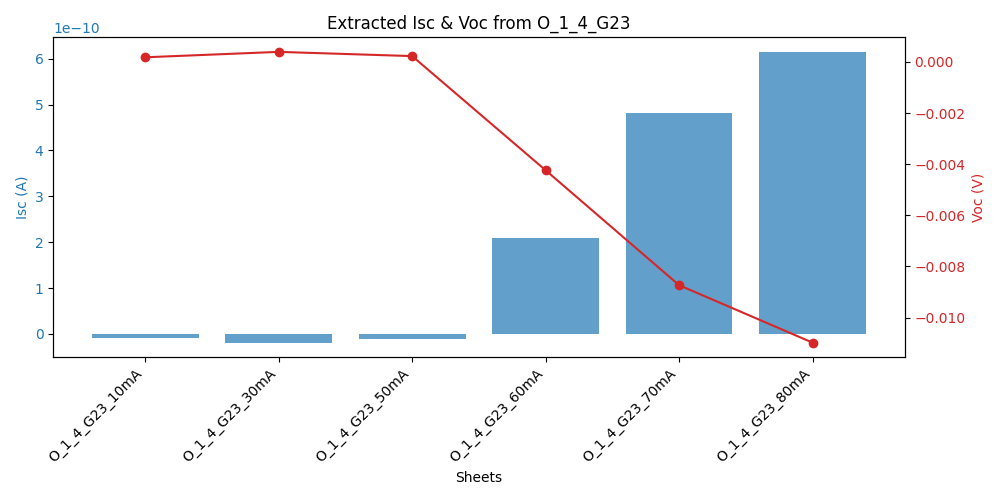 Extracted Isc & Voc from O_1_4_G23
1e−10
Isc (A)
6
5
4
3
2
1
0
0.000
−0.002
−0.004
−0.006
−0.008
−0.010
Voc (V)
O_1_4_G23_10mA
O_1_4_G23_30mA
O_1_4_G23_50mA
O_1_4_G23_60mA
O_1_4_G23_70mA
O_1_4_G23_80mA
Sheets